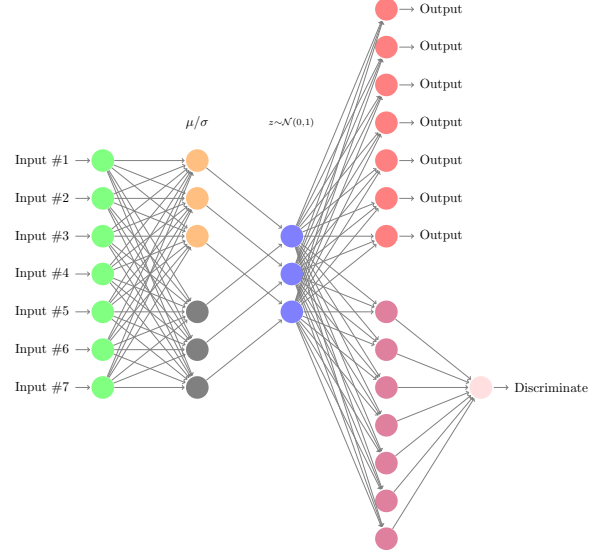 Output
Output
Output
μ/σ
z∼𝒩(0,1)
Output
Input #1
Output
Input #2
Output
Input #3
Output
Input #4
Input #5
Input #6
Input #7
Discriminate